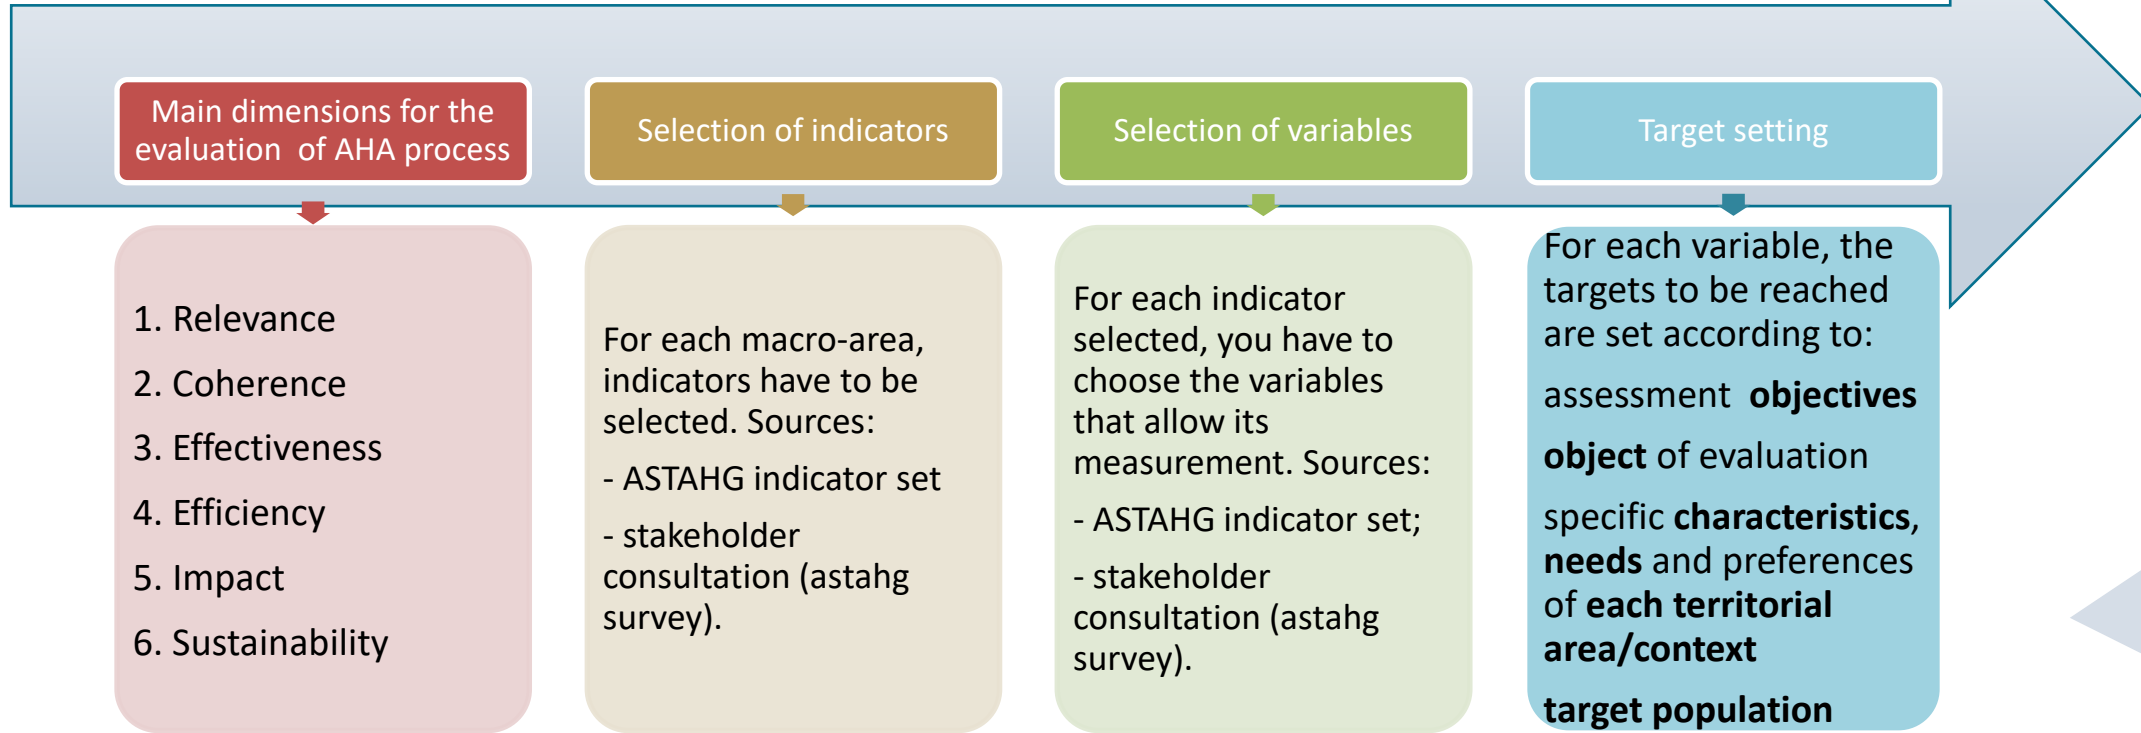 Main dimensions for the
evaluation  of AHA process
1. Relevance
2. Coherence
3. Effectiveness
4. Efficiency
5. Impact
6. Sustainability
Selection of indicators
For each macro-area,
indicators have to be
selected. Sources:
- ASTAHG indicator set
- stakeholder
consultation (astahg
survey).
Selection of variables
For each indicator
selected, you have to
choose the variables
that allow its
measurement. Sources:
- ASTAHG indicator set;
- stakeholder
consultation (astahg
survey).
Target setting
For each variable, the
targets to be reached
are set according to:
assessment  objectives
object of evaluation
specific characteristics,
needs and preferences
of each territorial
area/context
target population